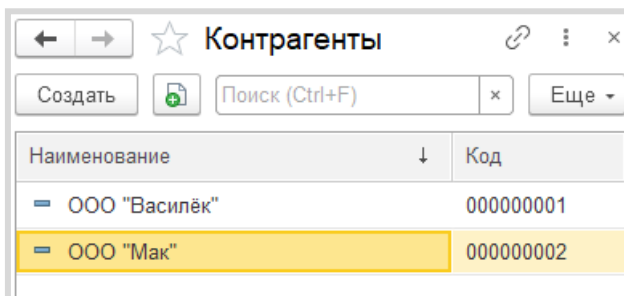 Контрагенты
Создать Поиск (Ctrl+F) Еще
Наименование Код
ООО "Василёк" 000000001
ООО "Мак" 000000002